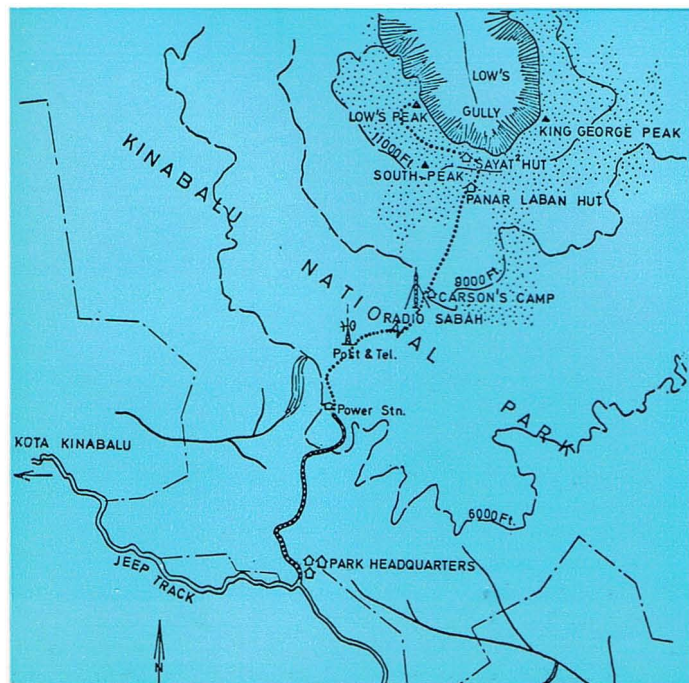 LOW'S
GULLY
LOW'S PEAK
KING GEORGE PEAK
11000 Ft.
SAYAT HUT
SOUTH PEAK
PANAR LABAN HUT
KINABALU
NATIONAL
PARK
9000 Ft.
CARSON'S CAMP
RADIO SABAH
Post & Tel.
Power Stn.
KOTA KINABALU
6000 Ft.
JEEP TRACK
PARK HEADQUARTERS
N